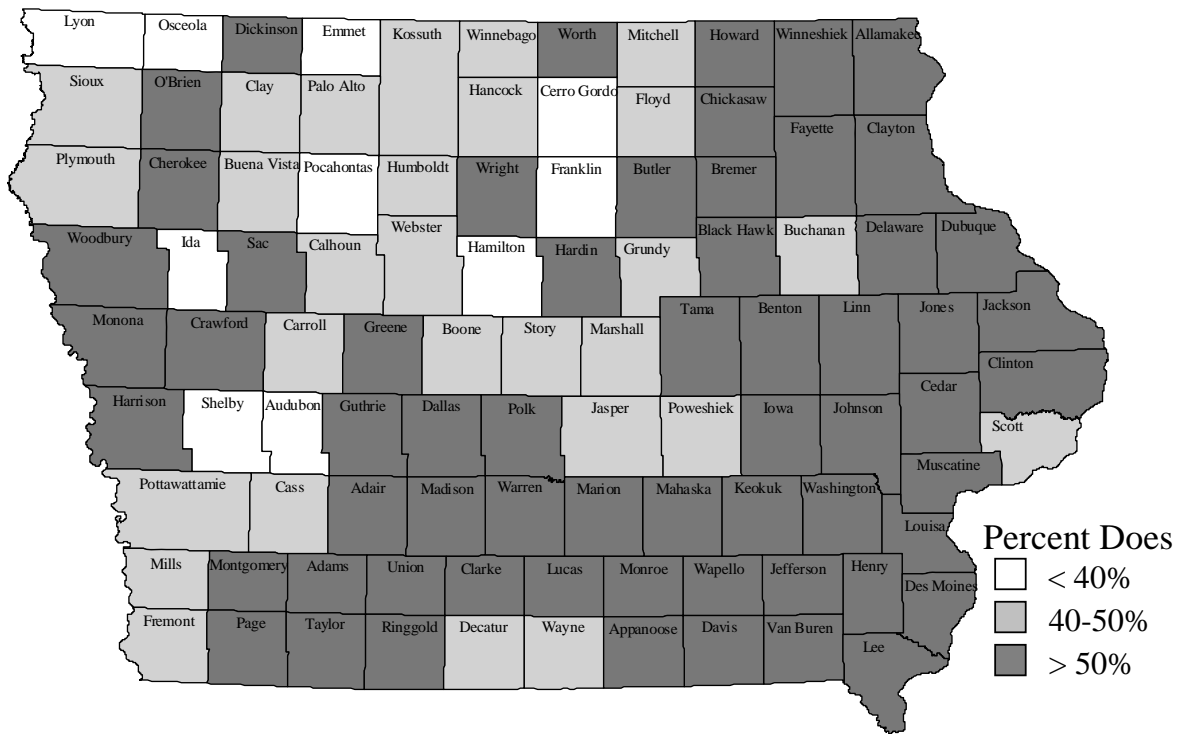 Lyon Osceola Dickinson Emmet Kossuth Winnebago Worth Mitchell Howard Winneshiek Allamakee
Sioux O'Brien Clay Palo Alto Hancock Cerro Gordo Floyd Chickasaw
Fayette Clayton
Plymouth Cherokee Buena Vista Pocahontas Humboldt Wright Franklin Butler Bremer
Webster Black Hawk Buchanan Delaware Dubuque
Woodbury Ida Sac Calhoun Hamilton Hardin Grundy
Monona Crawford Carroll Greene Boone Story Marshall Tama Benton Linn Jones Jackson
Clinton
Harrison Shelby Audubon Guthrie Dallas Polk Jasper Poweshiek Iowa Johnson Cedar
Scott
Muscatine
Pottawattamie Cass Adair Madison Warren Marion Mahaska Keokuk Washington
Louisa
Percent Does
Mills Montgomery Adams Union Clarke Lucas Monroe Wapello Jefferson Henry
Des Moines
< 40%
Fremont Page Taylor Ringgold Decatur Wayne Appanoose Davis Van Buren
40-50%
Lee
> 50%